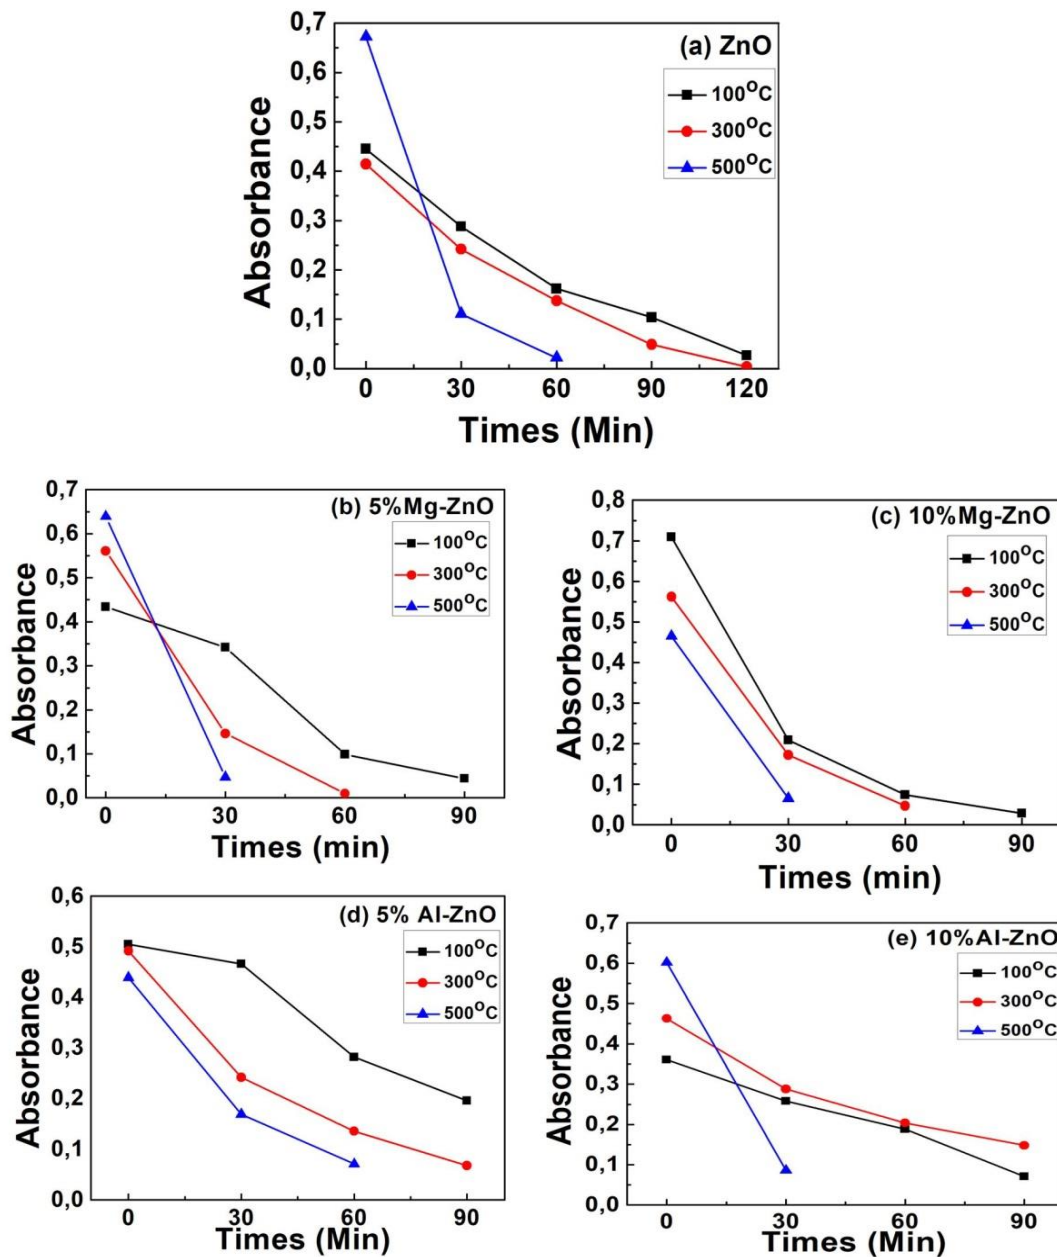 (a) ZnO
100°C
300°C
500°C
0,7
0,6
0,5
0,4
0,3
0,2
0,1
0,0
Absorbance
0 30 60 90 120
Times (Min)
(b) 5%Mg-ZnO
100°C
300°C
500°C
0,7
0,6
0,5
0,4
0,3
0,2
0,1
0,0
Absorbance
0 30 60 90
Times (min)
(c) 10%Mg-ZnO
100°C
300°C
500°C
0,8
0,7
0,6
0,5
0,4
0,3
0,2
0,1
0,0
Absorbance
0 30 60 90
Times (min)
(d) 5% Al-ZnO
100°C
300°C
500°C
0,6
0,5
0,4
0,3
0,2
0,1
0,0
Absorbance
0 30 60 90
Times (Min)
(e) 10%Al-ZnO
100°C
300°C
500°C
0,7
0,6
0,5
0,4
0,3
0,2
0,1
0,0
Absorbance
0 30 60 90
Times (Min)